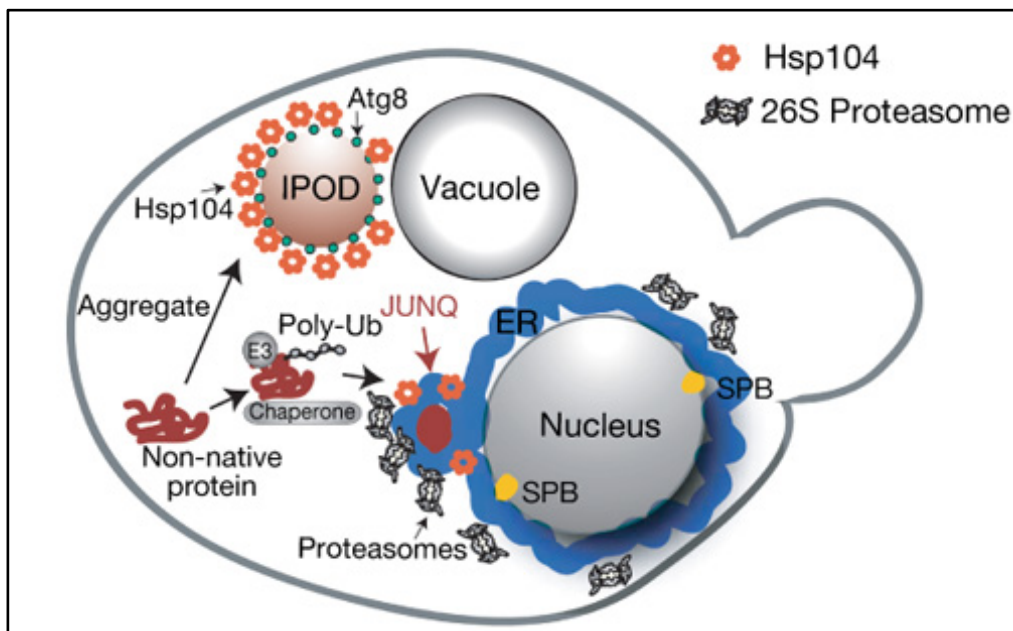 Hsp104
26S Proteasome
Atg8
IPOD
Vacuole
Hsp104
Aggregate
Poly-Ub
JUNQ
ER
E3
Chaperone
SPB
Nucleus
Non-native
protein
SPB
Proteasomes